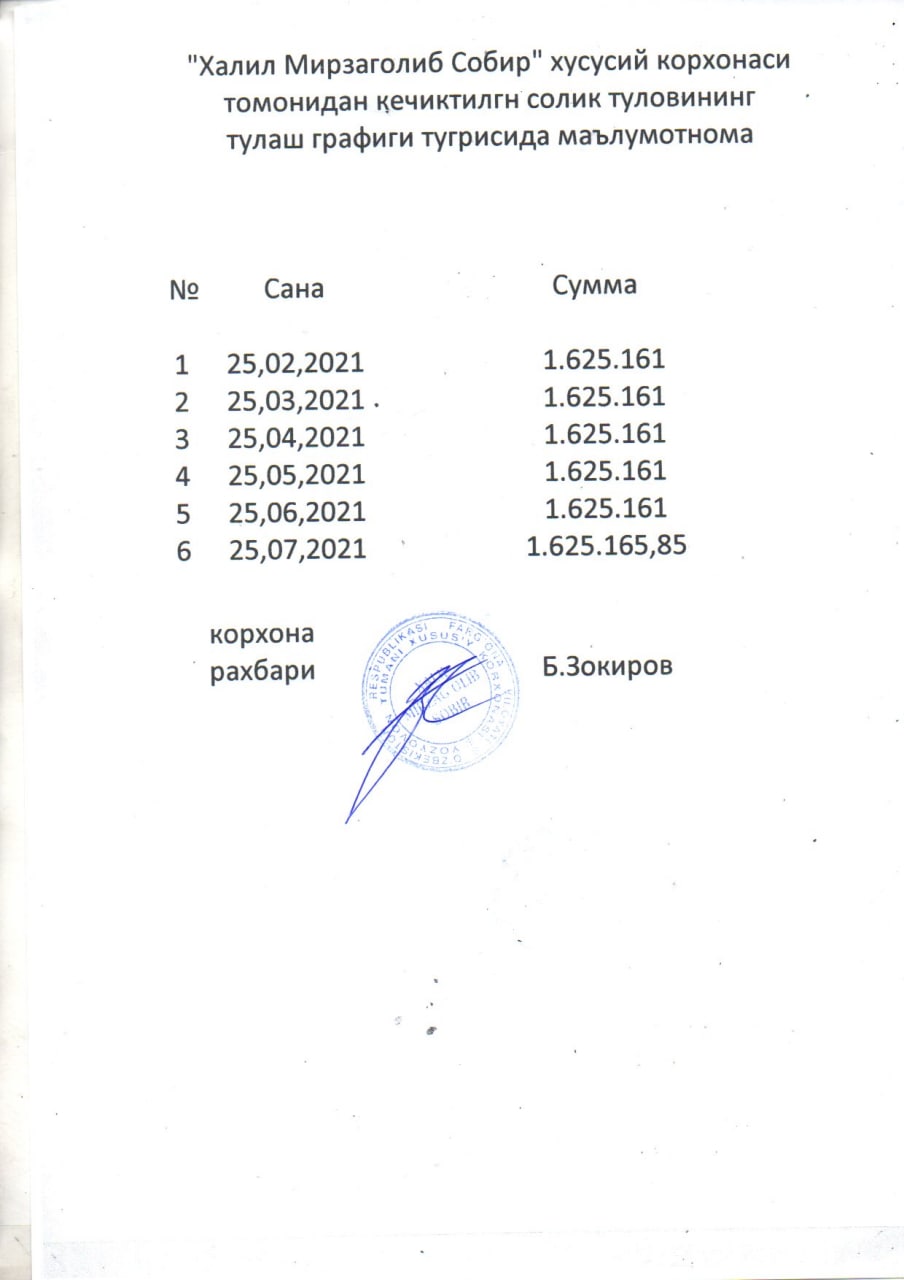 "Халил Мирзаголиб Собир" хусусий корхонаси
томонидан қечиктилгн солик туловининг
тулаш графиги тугрисида маълумотнома
№ Сана Сумма
1 25,02,2021 1.625.161
2 25,03,2021 . 1.625.161
3 25,04,2021 1.625.161
4 25,05,2021 1.625.161
5 25,06,2021 1.625.161
6 25,07,2021 1.625.165,85
корхона
рахбари Б.Зокиров
RESPUBLIKASI FARG'ONA
TUMANI XUSUSIY KORXONASI
SOBIR